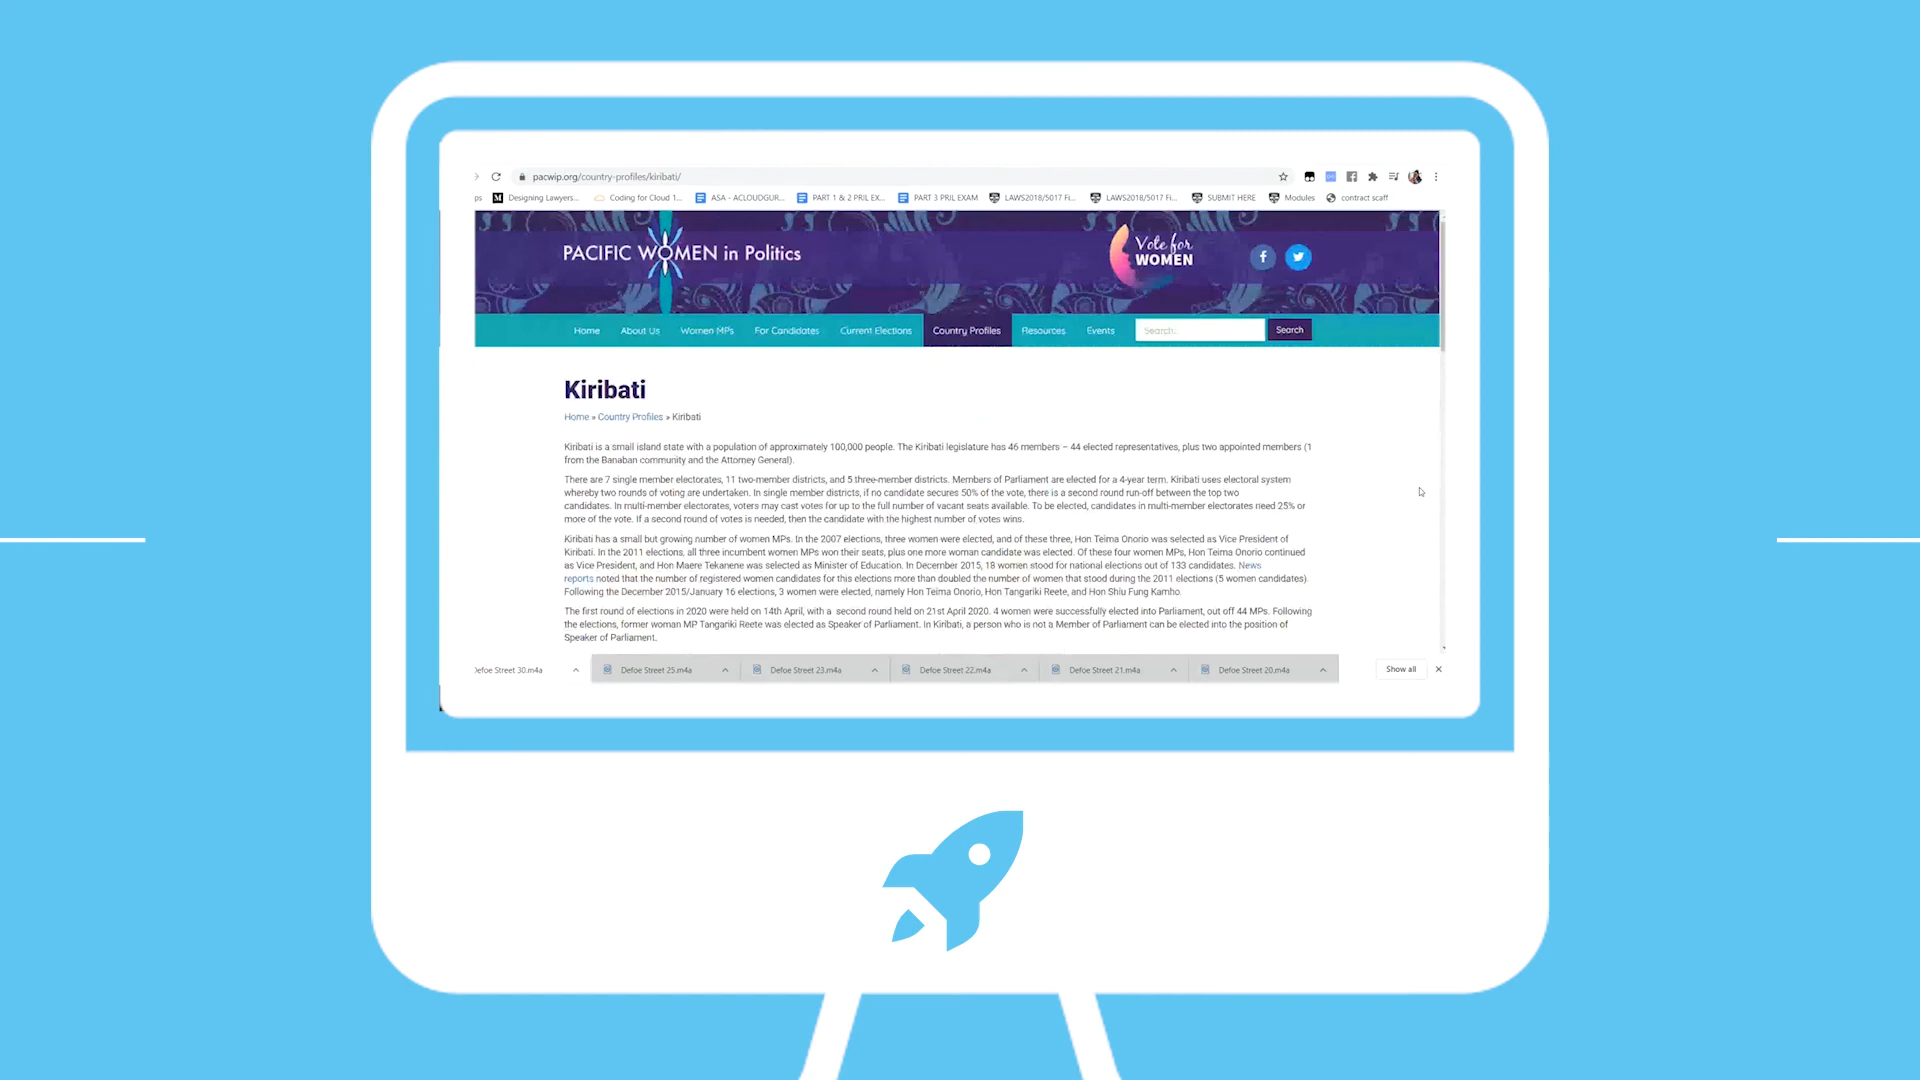 pacwip.org/country-profiles/kiribati/
ps Designing Lawyers... Coding for Cloud 1... ASA - ACLOUDGUR... PART 1 & 2 PRIL EX... PART 3 PRIL EXAM LAWS2018/5017 Fi... LAWS2018/5017 Fi... SUBMIT HERE Modules contract scaff
PACIFIC WOMEN in Politics
Vote for
WOMEN
Home About Us Women MPs For Candidates Current Elections Country Profiles Resources Events Search... Search
Kiribati
Home » Country Profiles » Kiribati
Kiribati is a small island state with a population of approximately 100,000 people. The Kiribati legislature has 46 members – 44 elected representatives, plus two appointed members (1
from the Banaban community and the Attorney General).
There are 7 single member electorates, 11 two-member districts, and 5 three-member districts. Members of Parliament are elected for a 4-year term. Kiribati uses electoral system
whereby two rounds of voting are undertaken. In single member districts, if no candidate secures 50% of the vote, there is a second round run-off between the top two
candidates. In multi-member electorates, voters may cast votes for up to the full number of vacant seats available. To be elected, candidates in multi-member electorates need 25% or
more of the vote. If a second round of votes is needed, then the candidate with the highest number of votes wins.
Kiribati has a small but growing number of women MPs. In the 2007 elections, three women were elected, and of these three, Hon Teima Onorio was selected as Vice President of
Kiribati. In the 2011 elections, all three incumbent women MPs won their seats, plus one more woman candidate was elected. Of these four women MPs, Hon Teima Onorio continued
as Vice President, and Hon Maere Tekanene was selected as Minister of Education. In December 2015, 18 women stood for national elections out of 133 candidates. News
reports noted that the number of registered women candidates for this elections more than doubled the number of women that stood during the 2011 elections (5 women candidates).
Following the December 2015/January 16 elections, 3 women were elected, namely Hon Teima Onorio, Hon Tangariki Reete, and Hon Shiu Fung Kamho.
The first round of elections in 2020 were held on 14th April, with a second round held on 21st April 2020. 4 women were successfully elected into Parliament, out off 44 MPs. Following
the elections, former woman MP Tangariki Reete was elected as Speaker of Parliament. In Kiribati, a person who is not a Member of Parliament can be elected into the position of
Speaker of Parliament.
Defoe Street 30.m4a Defoe Street 25.m4a Defoe Street 23.m4a Defoe Street 22.m4a Defoe Street 21.m4a Defoe Street 20.m4a Show all